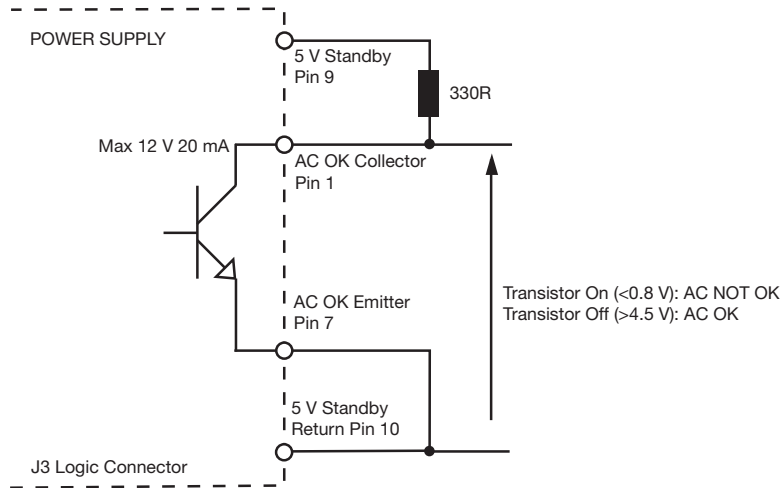 POWER SUPPLY
5 V Standby
Pin 9
330R
Max 12 V 20 mA
AC OK Collector
Pin 1
Transistor On (<0.8 V): AC NOT OK
Transistor Off (>4.5 V): AC OK
AC OK Emitter
Pin 7
5 V Standby
Return Pin 10
J3 Logic Connector